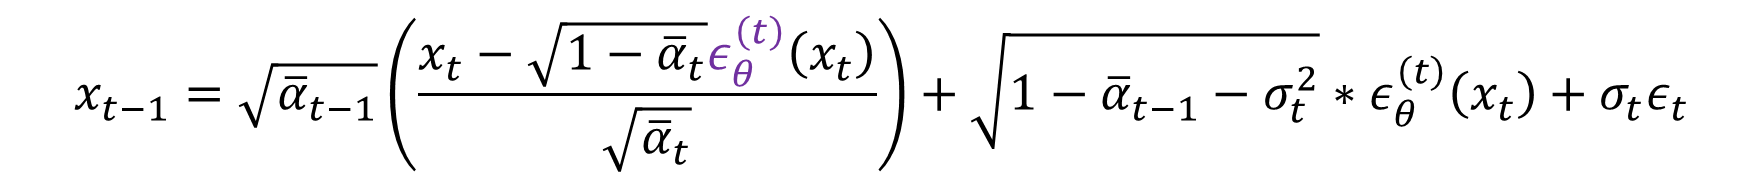 $x_{t-1} = \sqrt{\bar{\alpha}_{t-1}} \left( \frac{x_t - \sqrt{1 - \bar{\alpha}_t} \epsilon_\theta^{(t)}(x_t)}{\sqrt{\bar{\alpha}_t}} \right) + \sqrt{1 - \bar{\alpha}_{t-1} - \sigma_t^2} * \epsilon_\theta^{(t)}(x_t) + \sigma_t \epsilon_t$